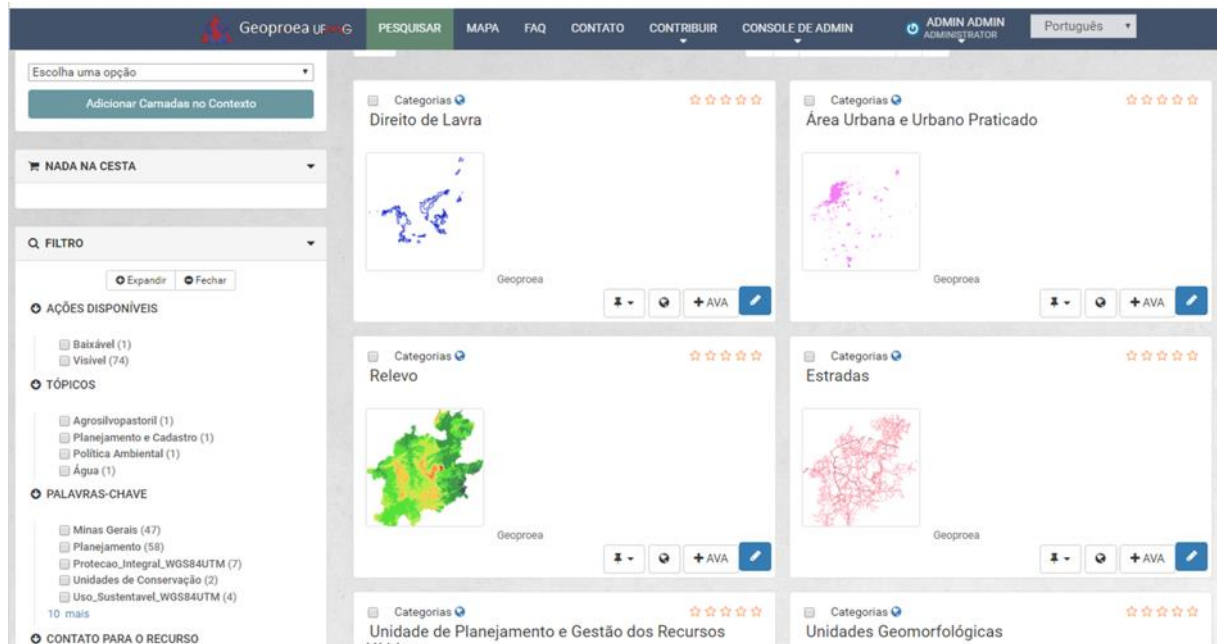 Geoproea UFMG
PESQUISAR
MAPA
FAQ
CONTATO
CONTRIBUIR
CONSOLE DE ADMIN
ADMIN ADMIN
ADMINISTRATOR
Português
Escolha uma opção
Adicionar Camadas no Contexto
NADA NA CESTA
FILTRO
Expandir
Fechar
AÇÕES DISPONÍVEIS
Baixável (1)
Visível (74)
TÓPICOS
Agrosilvopastoril (1)
Planejamento e Cadastro (1)
Política Ambiental (1)
Água (1)
PALAVRAS-CHAVE
Minas Gerais (47)
Planejamento (58)
Protecao_Integral_WGS84UTM (7)
Unidades de Conservação (2)
Uso_Sustentavel_WGS84UTM (4)
10 mais
CONTATO PARA O RECURSO
Categorias
Direito de Lavra
Geoproea
+ AVA
Categorias
Área Urbana e Urbano Praticado
Geoproea
+ AVA
Categorias
Relevo
Geoproea
+ AVA
Categorias
Estradas
Geoproea
+ AVA
Categorias
Unidade de Planejamento e Gestão dos Recursos
Categorias
Unidades Geomorfológicas